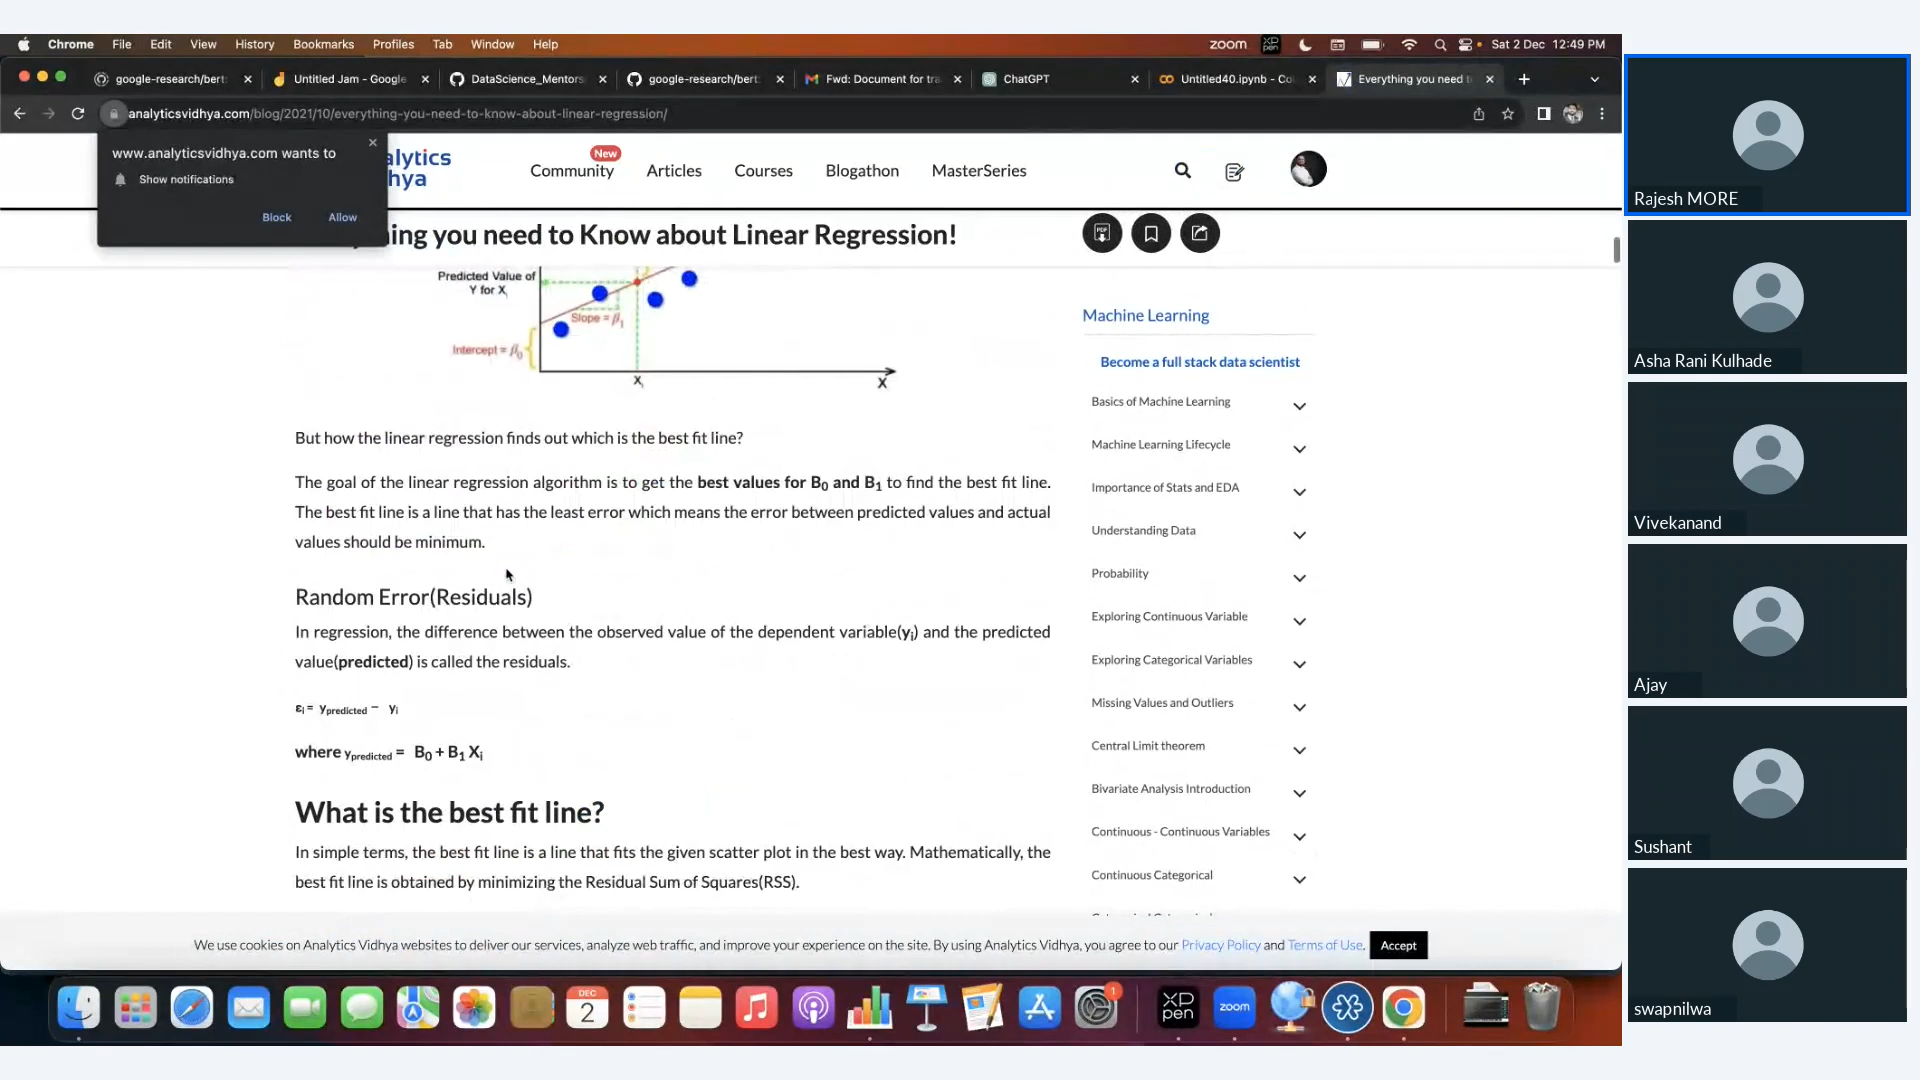 Chrome File Edit View History Bookmarks Profiles Tab Window Help zoom XP pen Sat 2 Dec 12:49 PM
google-research/bert: Untitled Jam - Google DataScience_Mentors google-research/bert: Fwd: Document for tra ChatGPT Untitled40.ipynb - Co Everything you need t
analyticsvidhya.com/blog/2021/10/everything-you-need-to-know-about-linear-regression/
www.analyticsvidhya.com wants to
Show notifications
Block Allow
alytics
hya
New
Community Articles Courses Blogathon MasterSeries
hing you need to Know about Linear Regression!
PDF
Predicted Value of
Y for Xi
Slope = β1
Intercept = β0
Xi
X
But how the linear regression finds out which is the best fit line?
The goal of the linear regression algorithm is to get the best values for B0 and B1 to find the best fit line.
The best fit line is a line that has the least error which means the error between predicted values and actual
values should be minimum.
Random Error(Residuals)
In regression, the difference between the observed value of the dependent variable(yi) and the predicted
value(predicted) is called the residuals.
εi = ypredicted – yi
where ypredicted = B0 + B1 Xi
What is the best fit line?
In simple terms, the best fit line is a line that fits the given scatter plot in the best way. Mathematically, the
best fit line is obtained by minimizing the Residual Sum of Squares(RSS).
Machine Learning
Become a full stack data scientist
Basics of Machine Learning
Machine Learning Lifecycle
Importance of Stats and EDA
Understanding Data
Probability
Exploring Continuous Variable
Exploring Categorical Variables
Missing Values and Outliers
Central Limit theorem
Bivariate Analysis Introduction
Continuous - Continuous Variables
Continuous Categorical
We use cookies on Analytics Vidhya websites to deliver our services, analyze web traffic, and improve your experience on the site. By using Analytics Vidhya, you agree to our Privacy Policy and Terms of Use. Accept
DEC
2
1
XP
pen
zoom
Rajesh MORE
Asha Rani Kulhade
Vivekanand
Ajay
Sushant
swapnilwa